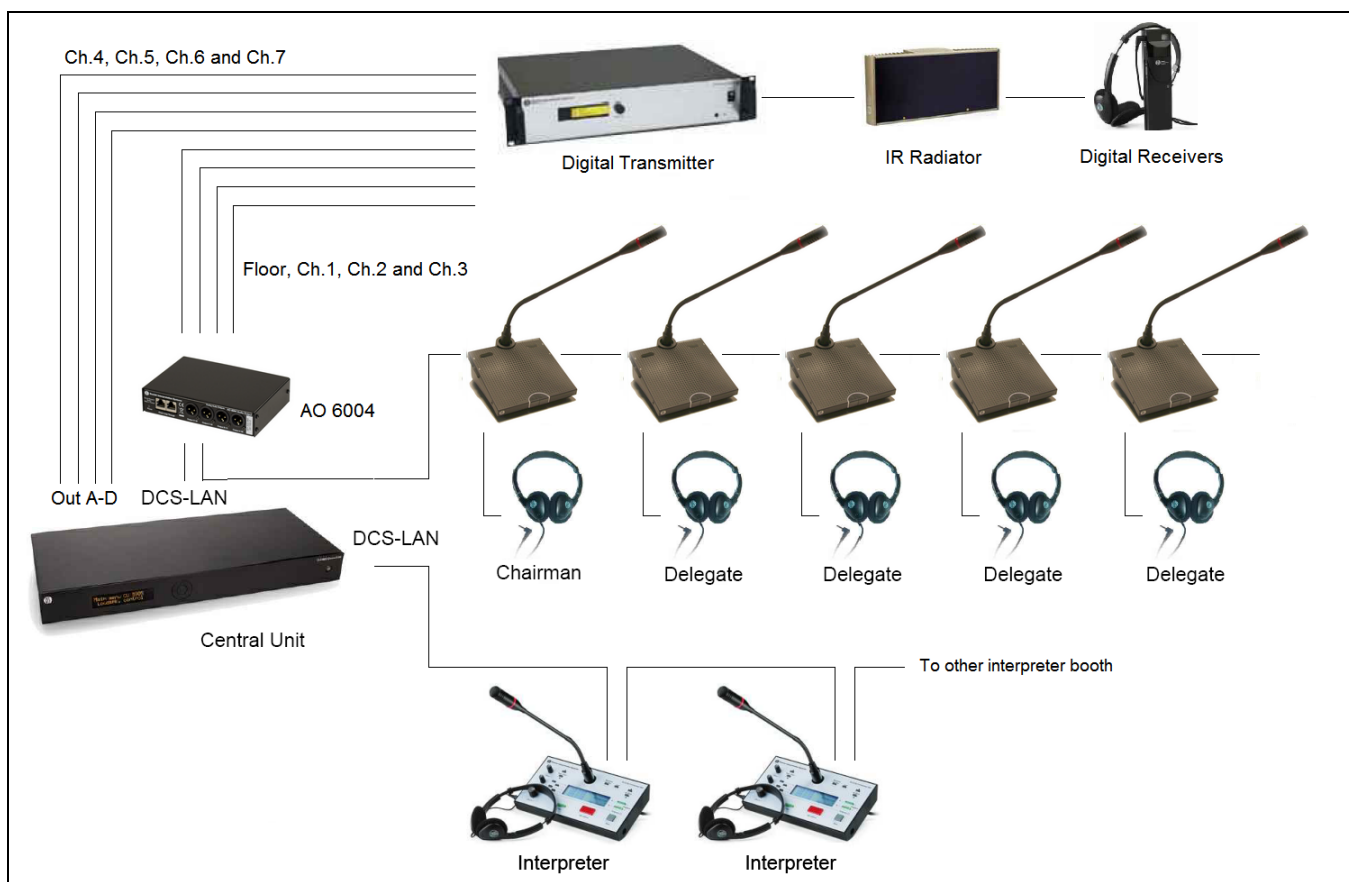 Ch.4, Ch.5, Ch.6 and Ch.7
Digital Transmitter
IR Radiator
Digital Receivers
Floor, Ch.1, Ch.2 and Ch.3
AO 6004
Out A-D
DCS-LAN
DCS-LAN
Chairman
Delegate
Delegate
Delegate
Delegate
Central Unit
To other interpreter booth
Interpreter
Interpreter